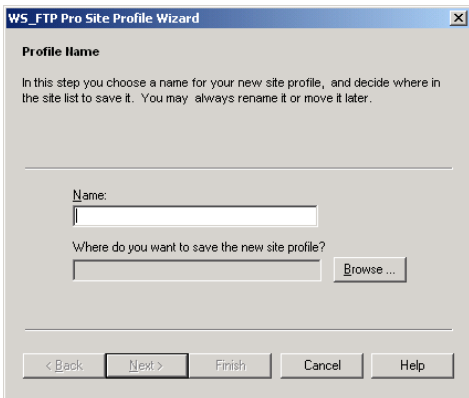 WS_FTP Pro Site Profile Wizard
Profile Name
In this step you choose a name for your new site profile, and decide where in
the site list to save it. You may always rename it or move it later.
Name:
Where do you want to save the new site profile?
Browse ...
< Back Next > Finish Cancel Help